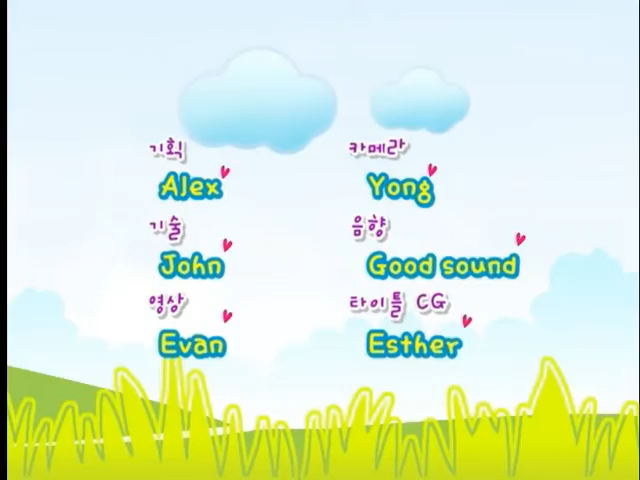 기획
Alex
기술
John
영상
Evan
카메라
Yong
음향
Good sound
타이틀 CG
Esther